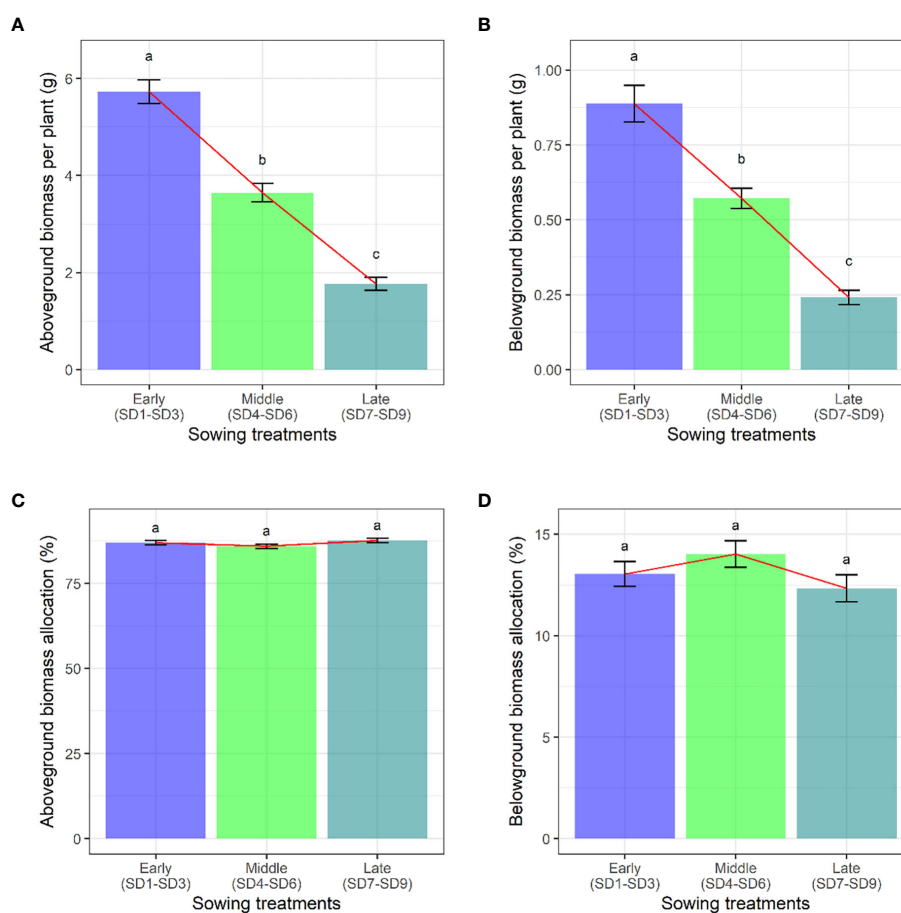 A
Aboveground biomass per plant (g)
6
4
2
0
a
b
c
Early
(SD1-SD3)
Middle
(SD4-SD6)
Late
(SD7-SD9)
Sowing treatments
B
Belowground biomass per plant (g)
1.00
0.75
0.50
0.25
0.00
a
b
c
Early
(SD1-SD3)
Middle
(SD4-SD6)
Late
(SD7-SD9)
Sowing treatments
C
Aboveground biomass allocation (%)
75
50
25
0
a
a
a
Early
(SD1-SD3)
Middle
(SD4-SD6)
Late
(SD7-SD9)
Sowing treatments
D
Belowground biomass allocation (%)
15
10
5
0
a
a
a
Early
(SD1-SD3)
Middle
(SD4-SD6)
Late
(SD7-SD9)
Sowing treatments